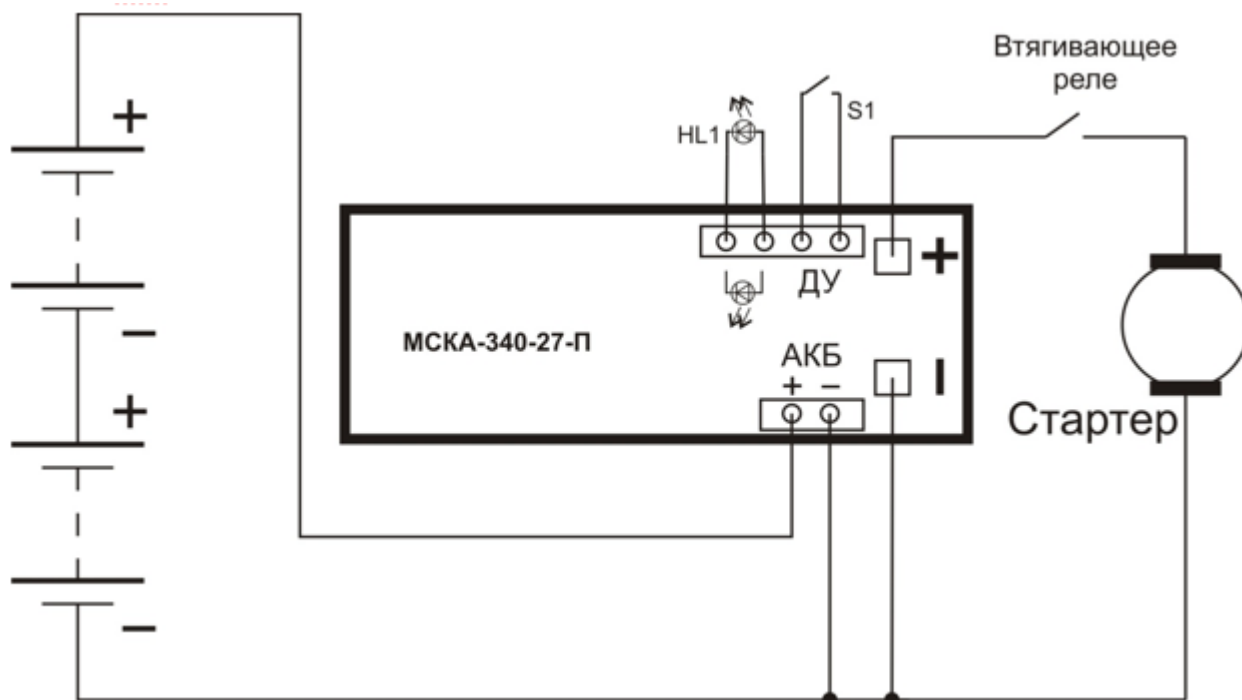 Втягивающее
реле
+
HL1
S1
+
ДУ
–
+
МСКА-340-27-П
АКБ
+ –
Стартер
–